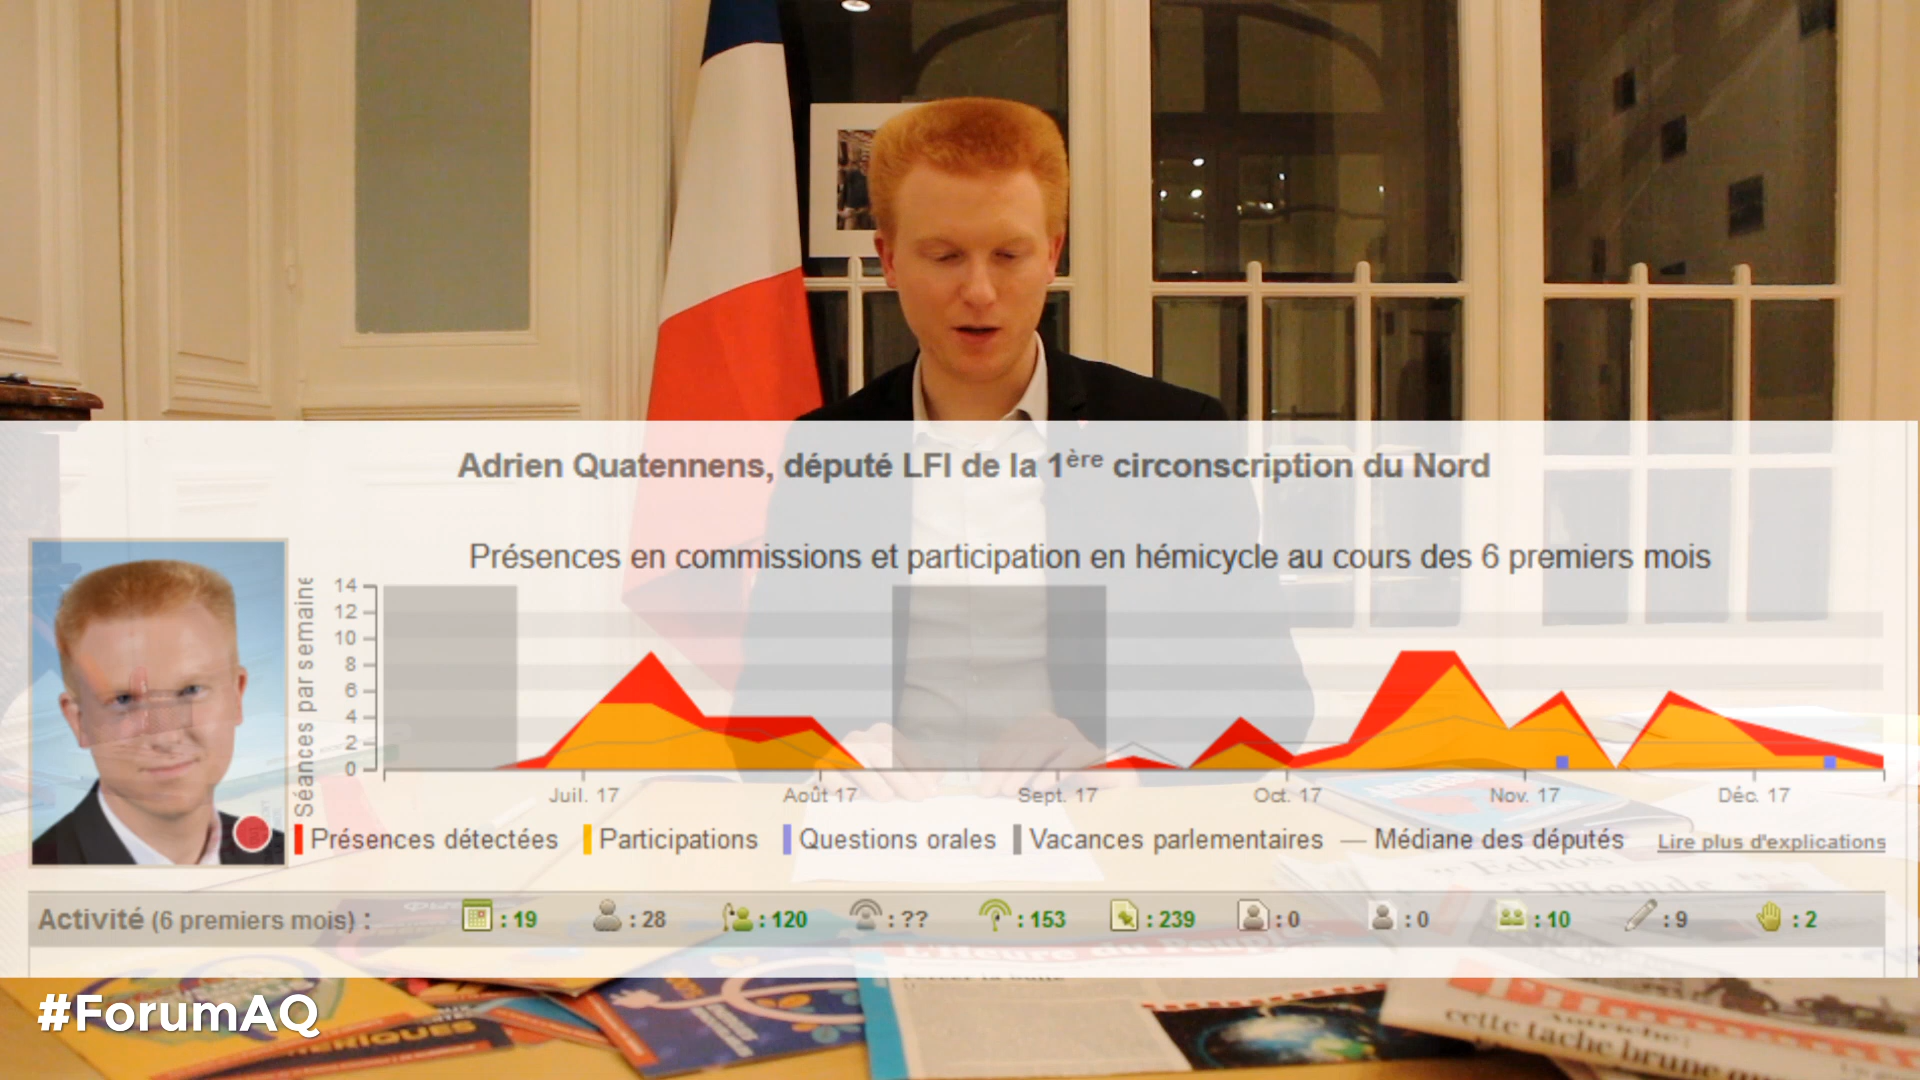 Adrien Quatennens, député LFI de la 1ère circonscription du Nord
Présences en commissions et participation en hémicycle au cours des 6 premiers mois
Séances par semaine
14
12
10
8
6
4
2
0
Juil. 17 Août 17 Sept. 17 Oct. 17 Nov. 17 Déc. 17
Présences détectées Participations Questions orales Vacances parlementaires Médiane des députés Lire plus d'explications
Activité (6 premiers mois) : : 19 : 28 : 120 : ?? : 153 : 239 : 0 : 0 : 10 : 9 : 2
L'Heure du Peuple
#ForumAQ
cette tache brune